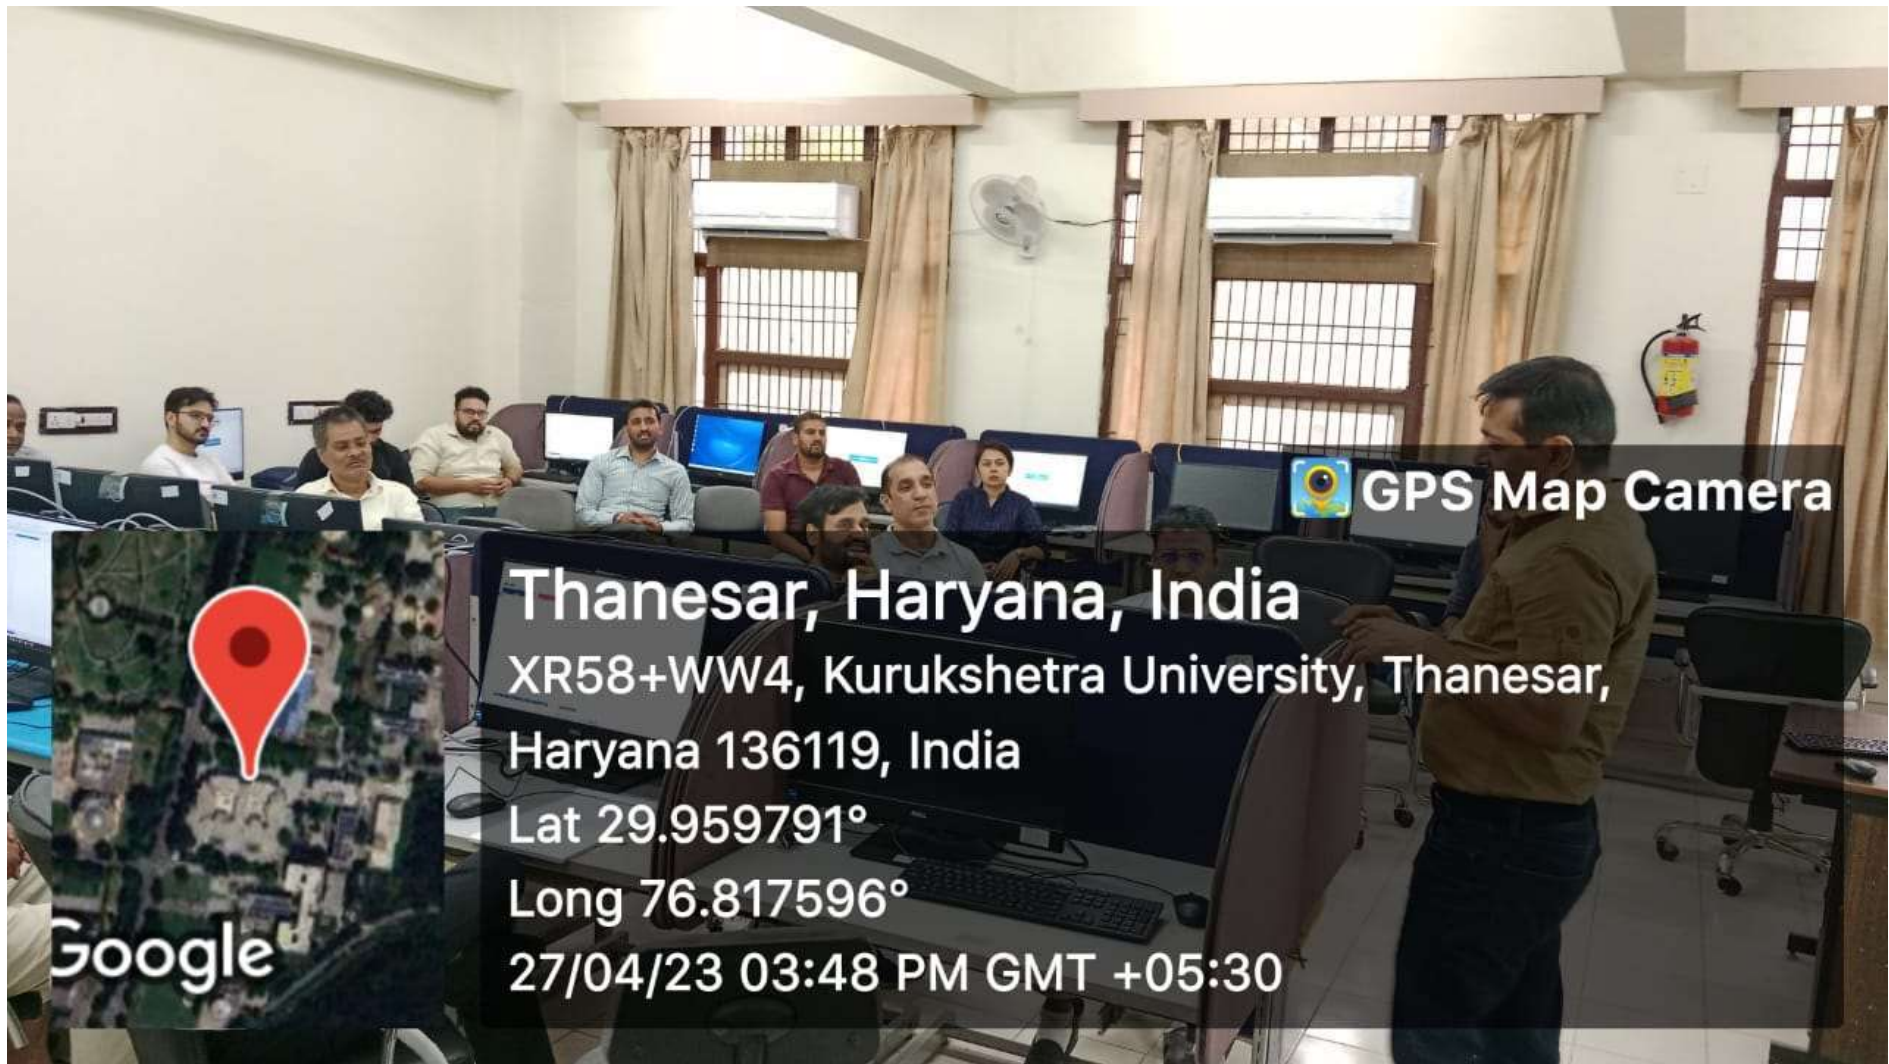 GPS Map Camera
Thanesar, Haryana, India
XR58+WW4, Kurukshetra University, Thanesar,
Haryana 136119, India
Lat 29.959791°
Long 76.817596°
27/04/23 03:48 PM GMT +05:30
Google